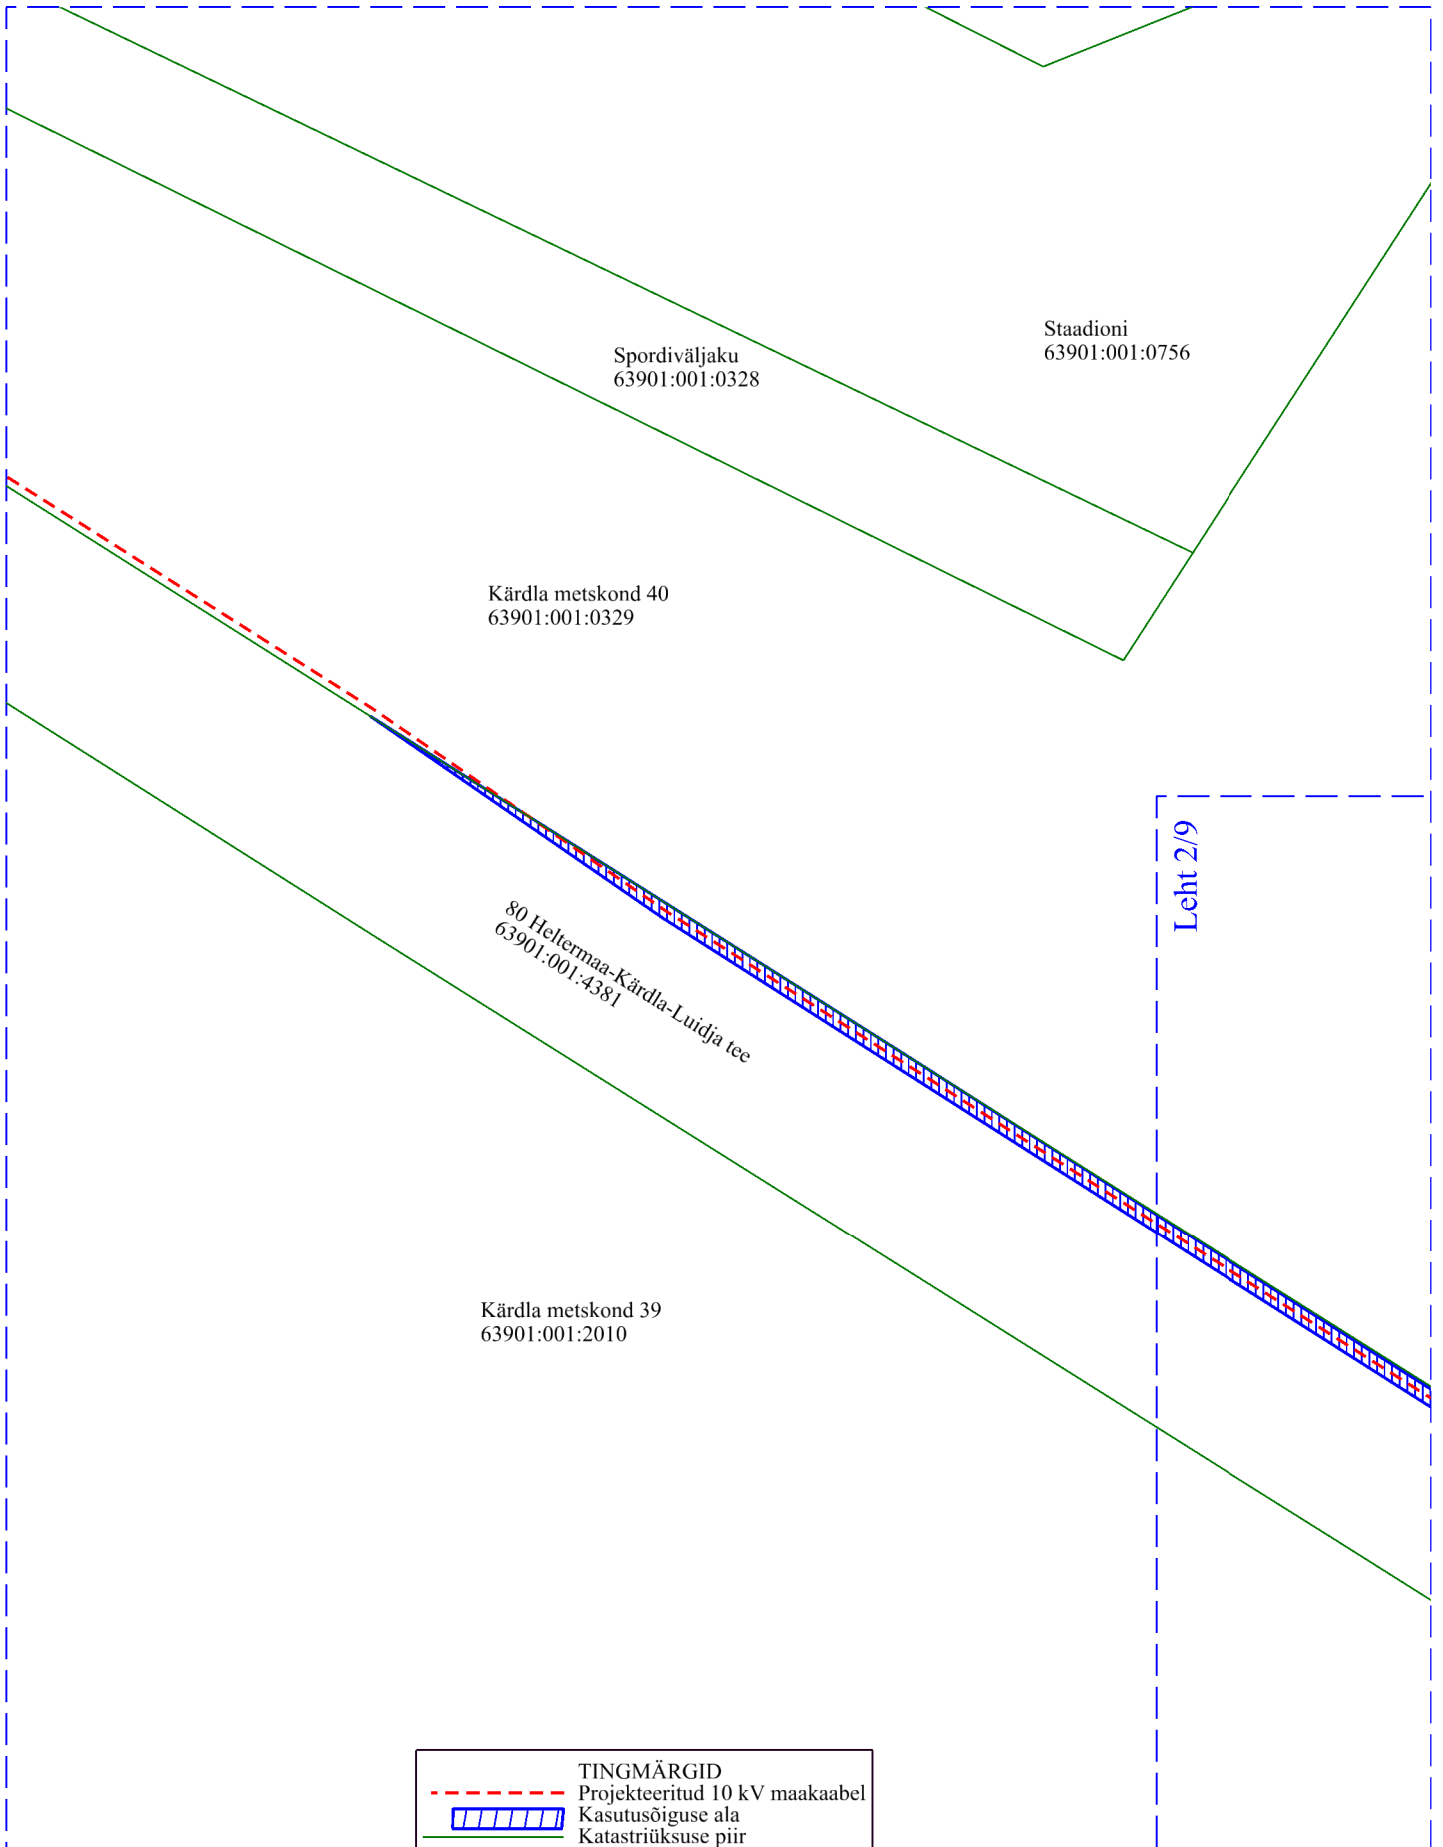 Staadioni
63901:001:0756
Spordiväljaku
63901:001:0328
Kärdla metskond 40
63901:001:0329
Leht 2/9
80 Heltermaa-Kärdla-Luidja tee
63901:001:4381
Kärdla metskond 39
63901:001:2010
TINGMÄRGID
Projekteeritud 10 kV maakaabel
Kasutusõiguse ala
Katastriüksuse piir